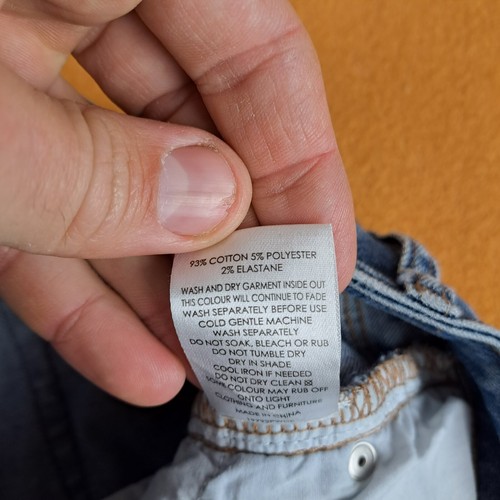 93% COTTON 5% POLYESTER
2% ELASTANE
WASH AND DRY GARMENT INSIDE OUT
THIS COLOUR WILL CONTINUE TO FADE
WASH SEPARATELY BEFORE USE
COLD GENTLE MACHINE
WASH SEPARATELY
DO NOT SOAK, BLEACH OR RUB
DO NOT TUMBLE DRY
DRY IN SHADE
COOL IRON IF NEEDED
DO NOT DRY CLEAN
SOME COLOUR MAY RUB OFF
ONTO LIGHT
CLOTHING AND FURNITURE
MADE IN CHINA